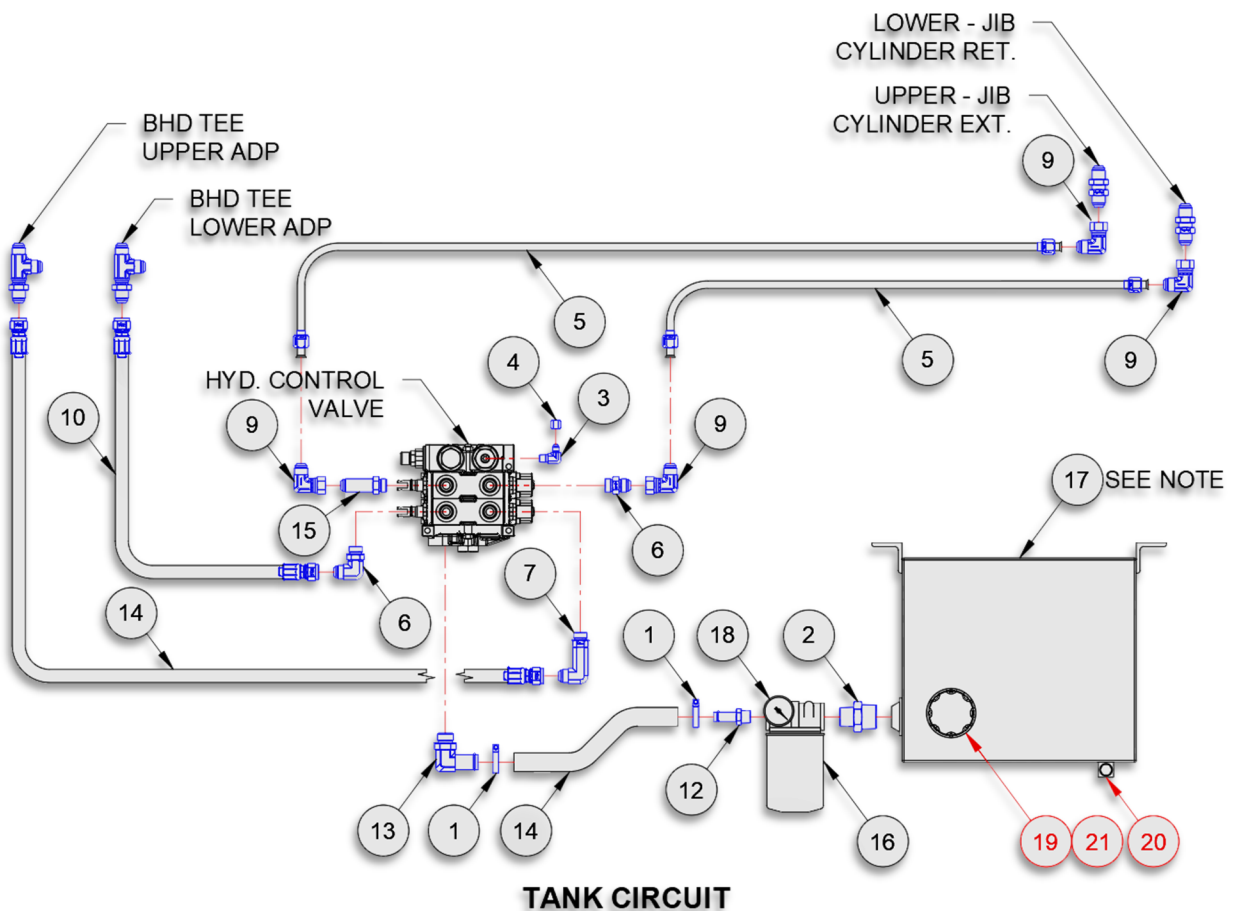 LOWER - JIB
CYLINDER RET.
UPPER - JIB
CYLINDER EXT.
BHD TEE
UPPER ADP
9
BHD TEE
LOWER ADP
5
5
9
4
HYD. CONTROL
VALVE
3
10
9
9
17 SEE NOTE
15
6
7
6
14
1
18
2
12
13
1
14
16
19
21
20
TANK CIRCUIT